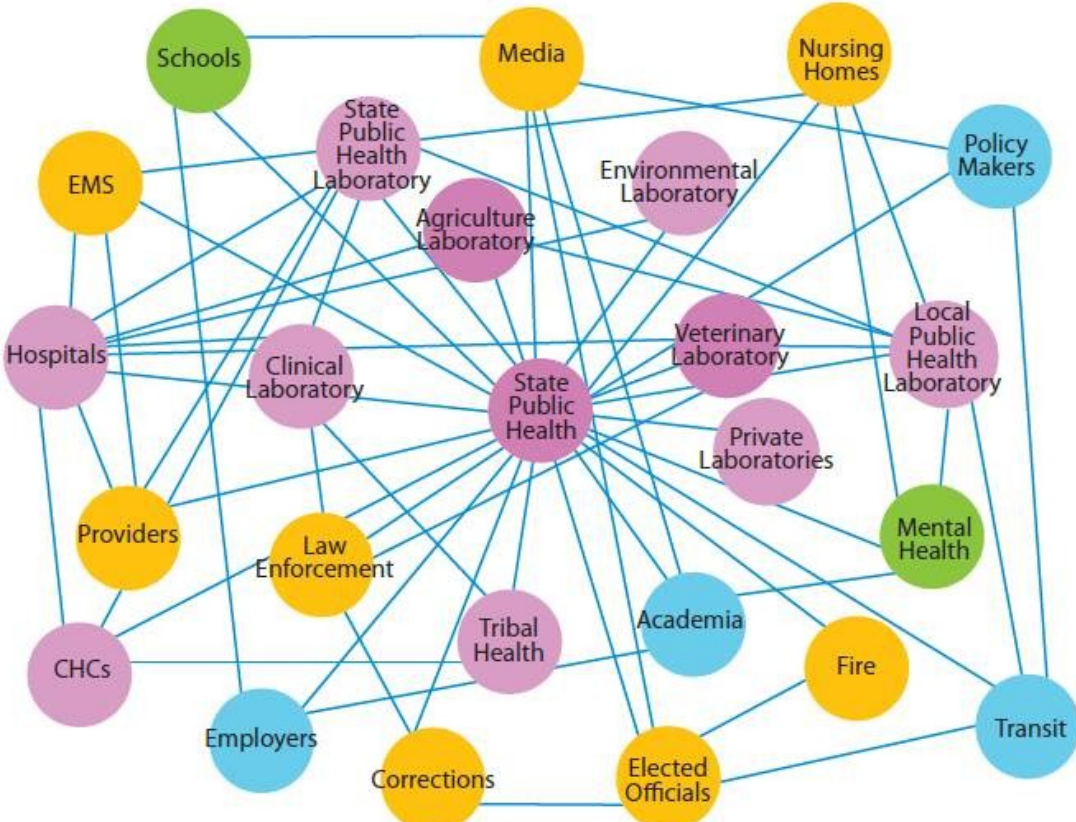 Schools
Media
Nursing
Homes
State
Public
Health
Laboratory
Policy
Makers
EMS
Environmental
Laboratory
Agriculture
Laboratory
Hospitals
Clinical
Laboratory
State
Public
Health
Veterinary
Laboratory
Local
Public
Health
Laboratory
Private
Laboratories
Providers
Law
Enforcement
Mental
Health
CHCs
Tribal
Health
Academia
Fire
Employers
Corrections
Elected
Officials
Transit